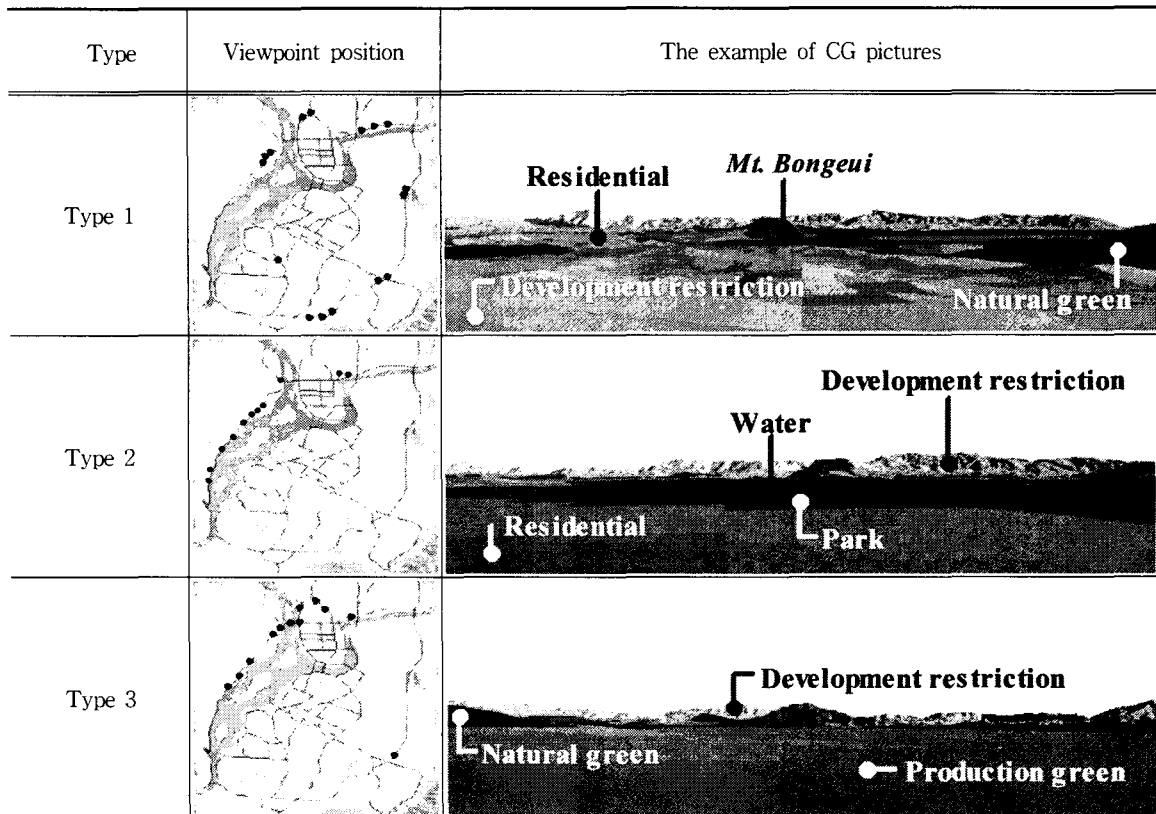 Type Viewpoint position The example of CG pictures
Type 1
Residential
Mt. Bongeui
Development restriction
Natural green
Type 2
Development restriction
Water
Residential
Park
Type 3
Development restriction
Natural green
Production green